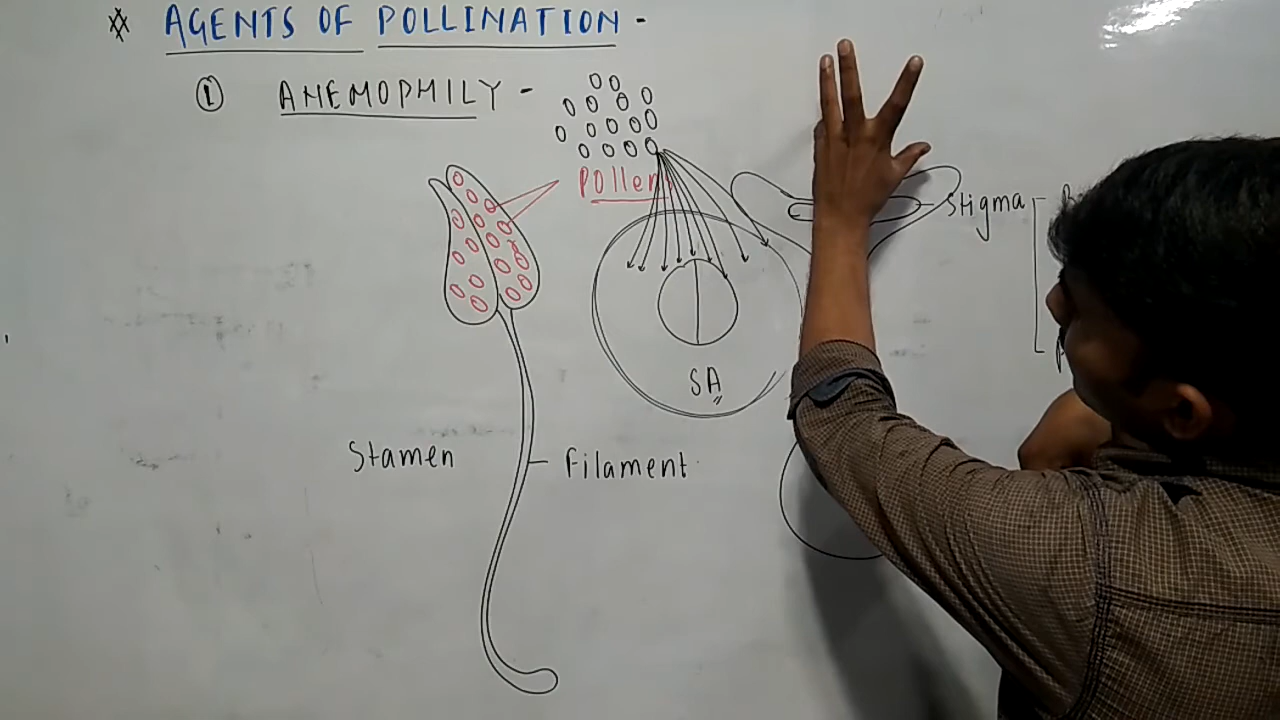 AGENTS OF POLLINATION -
① ANEMOPHILY -
Pollen
Stigma
SA
Stamen
Filament